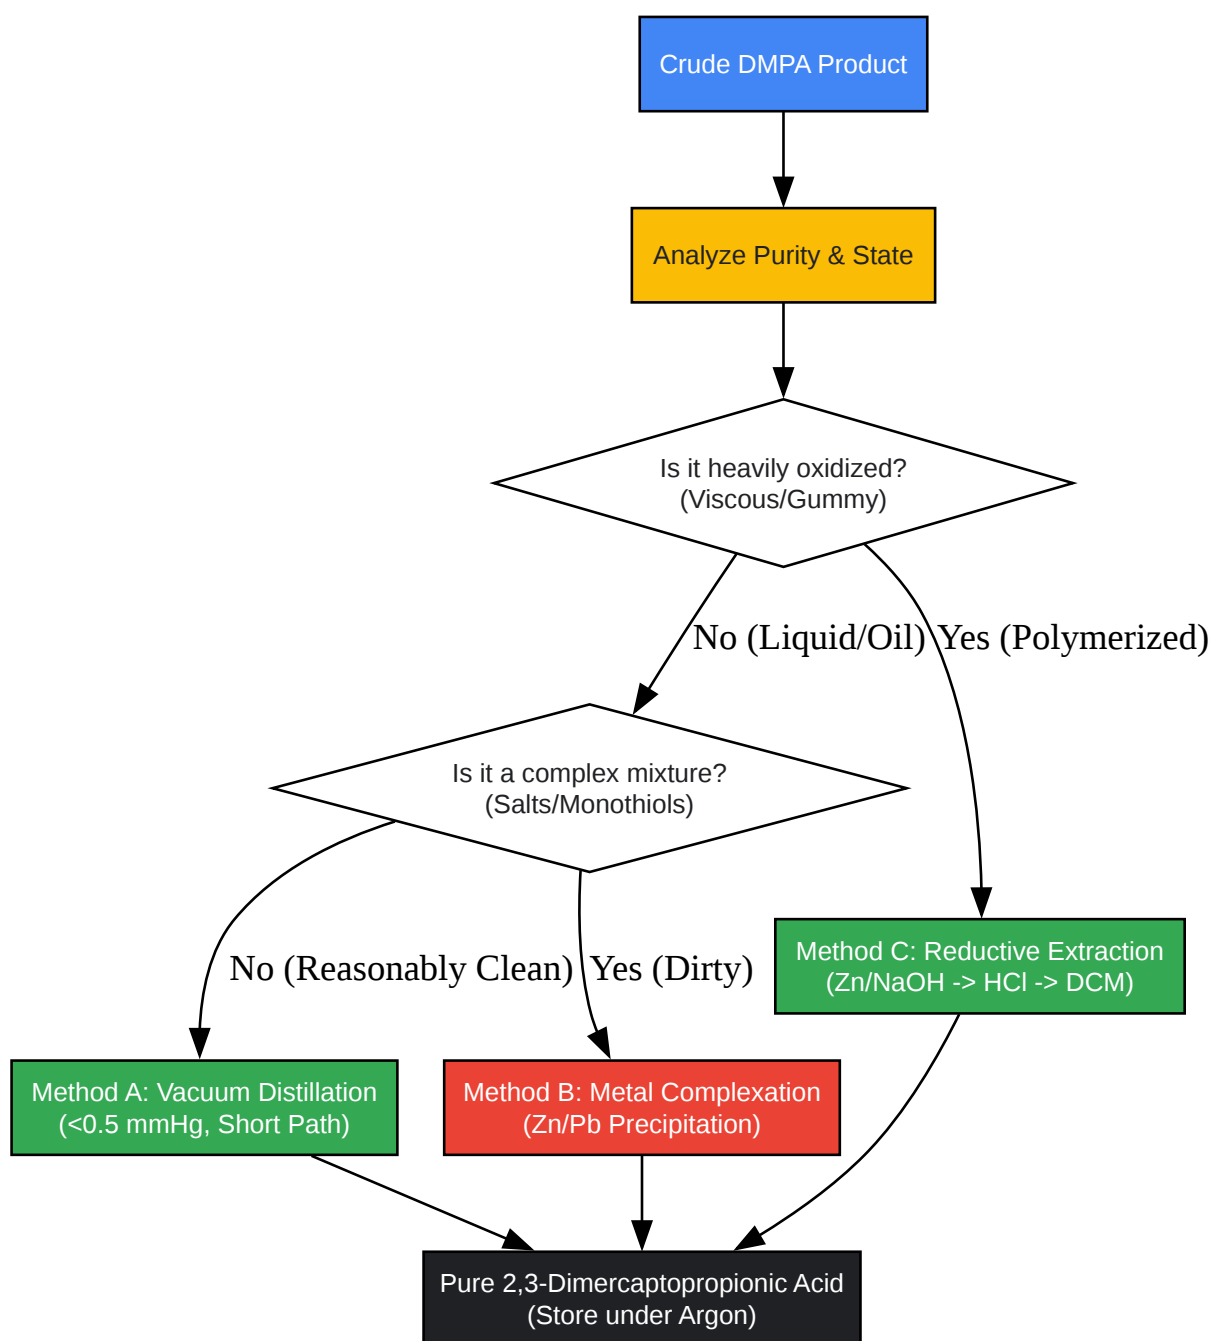 Crude DMPA Product
Analyze Purity & State
Is it heavily oxidized?
(Viscous/Gummy)
No (Liquid/Oil)
Yes (Polymerized)
Is it a complex mixture?
(Salts/Monothiols)
No (Reasonably Clean)
Yes (Dirty)
Method C: Reductive Extraction
(Zn/NaOH -> HCl -> DCM)
Method A: Vacuum Distillation
(<0.5 mmHg, Short Path)
Method B: Metal Complexation
(Zn/Pb Precipitation)
Pure 2,3-Dimercaptopropionic Acid
(Store under Argon)